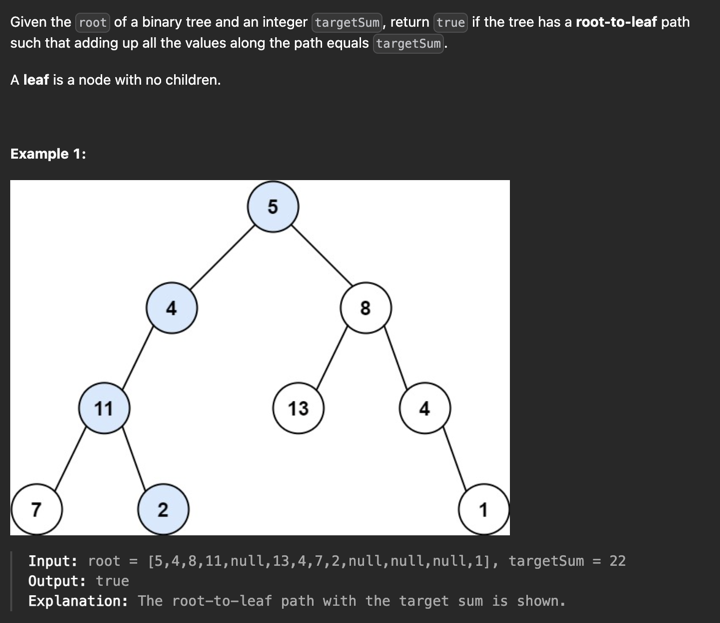 Given the root of a binary tree and an integer targetSum, return true if the tree has a root-to-leaf path
such that adding up all the values along the path equals targetSum.
A leaf is a node with no children.
Example 1:
5
4 8
11 13 4
7 2 1
Input: root = [5,4,8,11,null,13,4,7,2,null,null,null,1], targetSum = 22
Output: true
Explanation: The root-to-leaf path with the target sum is shown.